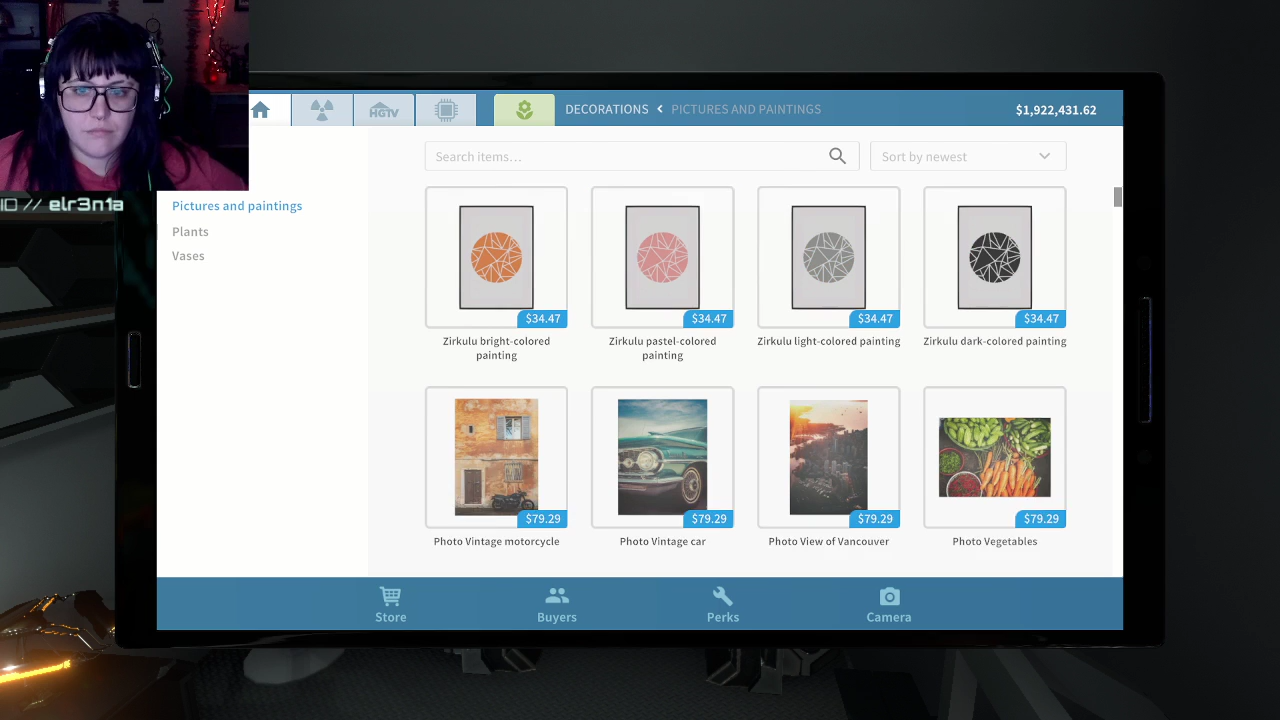 HGTV
DECORATIONS < PICTURES AND PAINTINGS
$1,922,431.62
Search items...
Sort by newest
ID // elr3n1a
Pictures and paintings
Plants
Vases
$34.47
$34.47
$34.47
$34.47
Zirkulu bright-colored
painting
Zirkulu pastel-colored
painting
Zirkulu light-colored painting
Zirkulu dark-colored painting
$79.29
$79.29
$79.29
$79.29
Photo Vintage motorcycle
Photo Vintage car
Photo View of Vancouver
Photo Vegetables
Store
Buyers
Perks
Camera